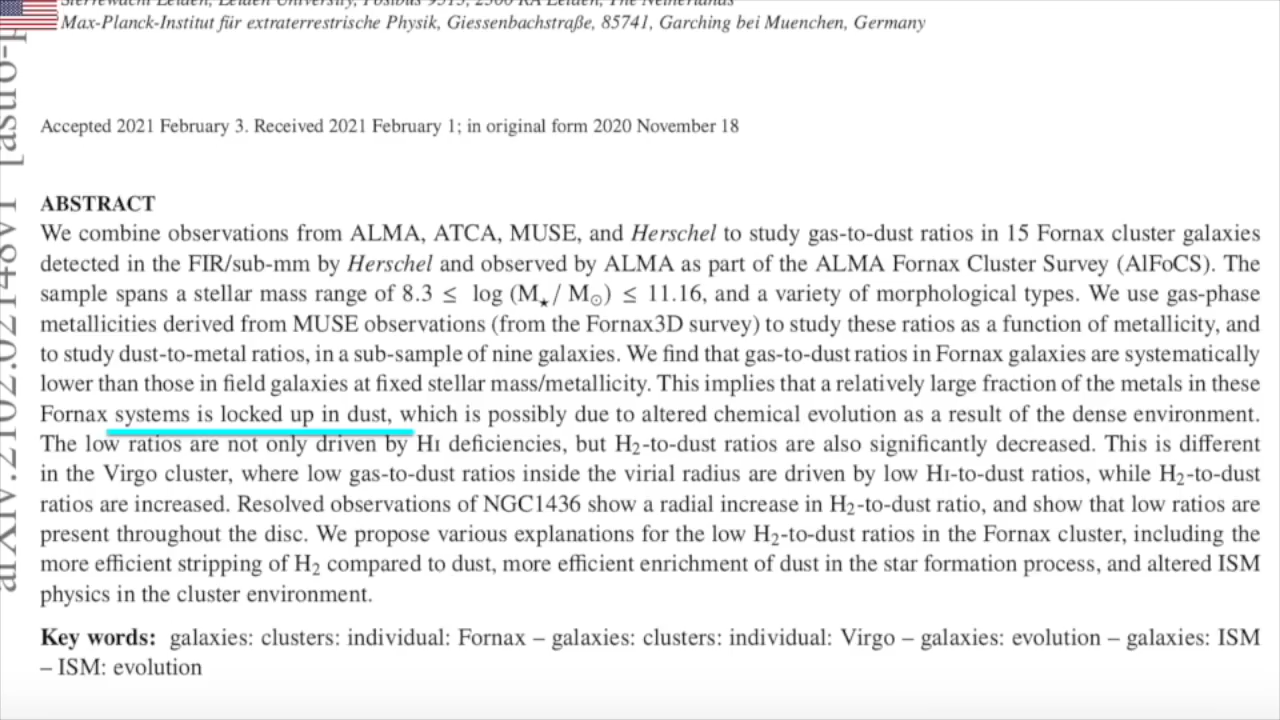 Max-Planck-Institut für extraterrestrische Physik, Giessenbachstraße, 85741, Garching bei Muenchen, Germany
Accepted 2021 February 3. Received 2021 February 1; in original form 2020 November 18
ABSTRACT
We combine observations from ALMA, ATCA, MUSE, and Herschel to study gas-to-dust ratios in 15 Fornax cluster galaxies
detected in the FIR/sub-mm by Herschel and observed by ALMA as part of the ALMA Fornax Cluster Survey (AlFoCS). The
sample spans a stellar mass range of 8.3 ≤ log (M⋆/ M⊙) ≤ 11.16, and a variety of morphological types. We use gas-phase
metallicities derived from MUSE observations (from the Fornax3D survey) to study these ratios as a function of metallicity, and
to study dust-to-metal ratios, in a sub-sample of nine galaxies. We find that gas-to-dust ratios in Fornax galaxies are systematically
lower than those in field galaxies at fixed stellar mass/metallicity. This implies that a relatively large fraction of the metals in these
Fornax systems is locked up in dust, which is possibly due to altered chemical evolution as a result of the dense environment.
The low ratios are not only driven by HI deficiencies, but H₂-to-dust ratios are also significantly decreased. This is different
in the Virgo cluster, where low gas-to-dust ratios inside the virial radius are driven by low HI-to-dust ratios, while H₂-to-dust
ratios are increased. Resolved observations of NGC1436 show a radial increase in H₂-to-dust ratio, and show that low ratios are
present throughout the disc. We propose various explanations for the low H₂-to-dust ratios in the Fornax cluster, including the
more efficient stripping of H₂ compared to dust, more efficient enrichment of dust in the star formation process, and altered ISM
physics in the cluster environment.
Key words: galaxies: clusters: individual: Fornax – galaxies: clusters: individual: Virgo – galaxies: evolution – galaxies: ISM
– ISM: evolution